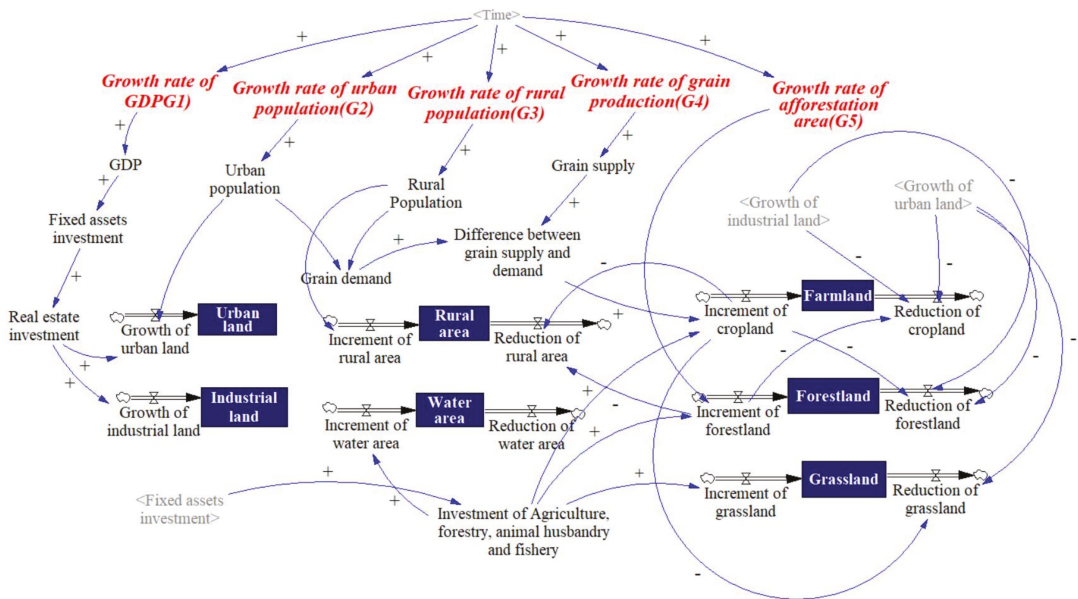 <Time>
Growth rate of
GDPG1)
Growth rate of urban
population(G2)
Growth rate of rural
population(G3)
Growth rate of grain
production(G4)
Growth rate of
afforestation
area(G5)
GDP
Urban
population
Rural
Population
Grain supply
<Growth of
industrial land>
<Growth of
urban land>
Fixed assets
investment
Difference between
grain supply and
demand
Grain demand
Real estate
investment
Growth of
urban land
Urban
land
Increment of
rural area
Rural
area
Reduction of
rural area
Increment of
cropland
Farmland
Reduction of
cropland
Growth of
industrial land
Industrial
land
Increment of
water area
Water
area
Reduction of
water area
Increment of
forestland
Forestland
Reduction of
forestland
Increment of
grassland
Grassland
Reduction of
grassland
<Fixed assets
investment>
Investment of Agriculture,
forestry, animal husbandry
and fishery